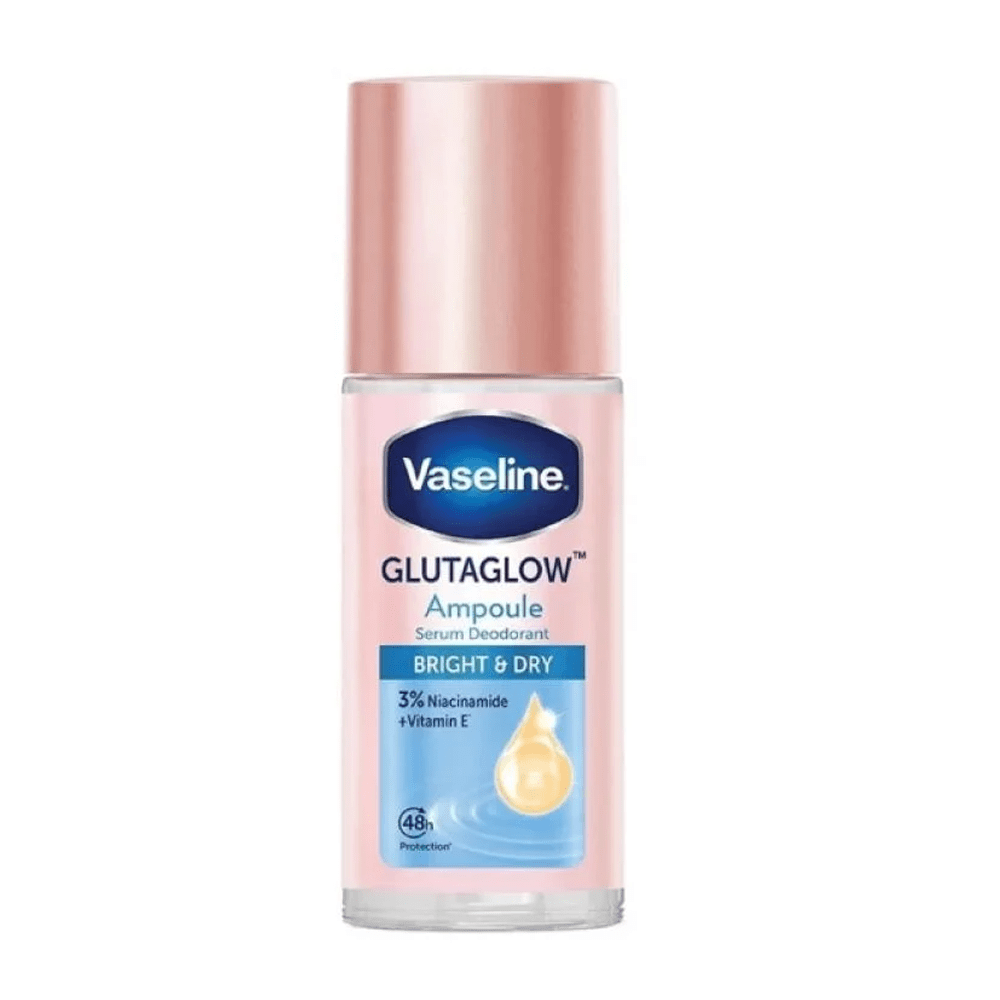 Vaseline.
GLUTAGLOW™
Ampoule
Serum Deodorant
BRIGHT & DRY
3% Niacinamide
+Vitamin E*
48h
Protection*